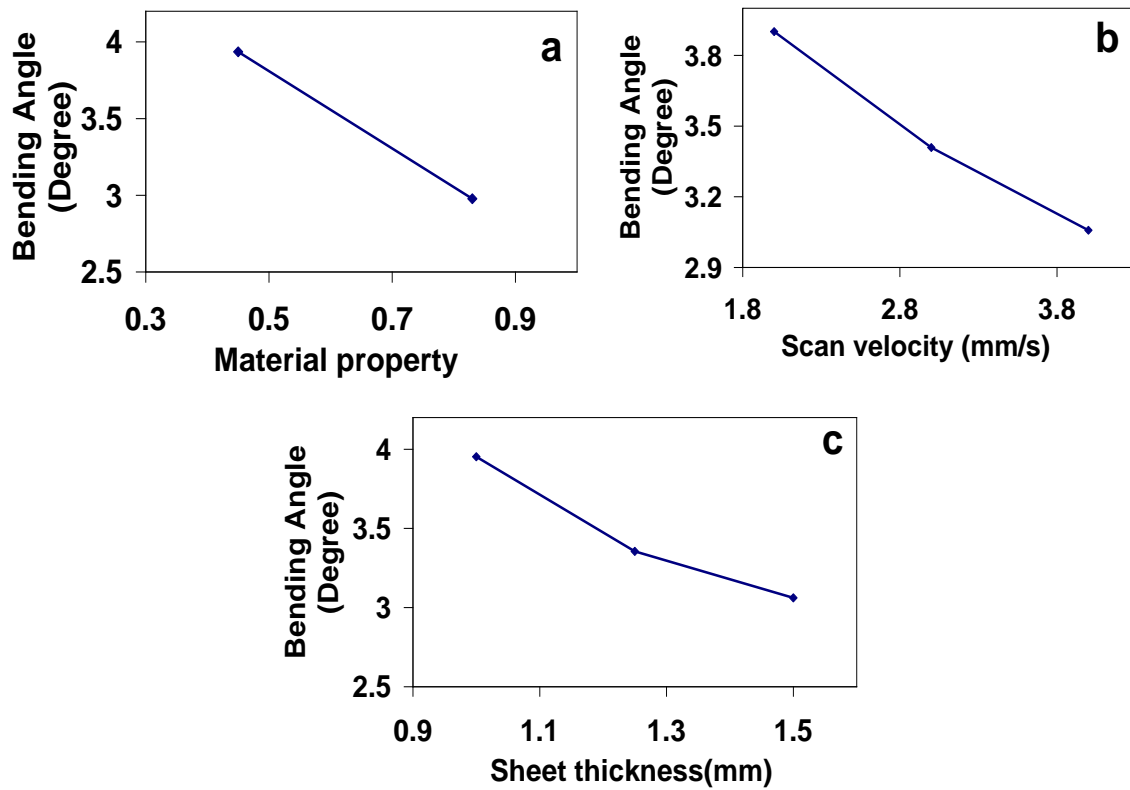 a
Bending Angle
(Degree)
4
3.5
3
2.5
0.3 0.5 0.7 0.9
Material property
b
Bending Angle
(Degree)
3.8
3.5
3.2
2.9
1.8 2.8 3.8
Scan velocity (mm/s)
c
Bending Angle
(Degree)
4
3.5
3
2.5
0.9 1.1 1.3 1.5
Sheet thickness(mm)